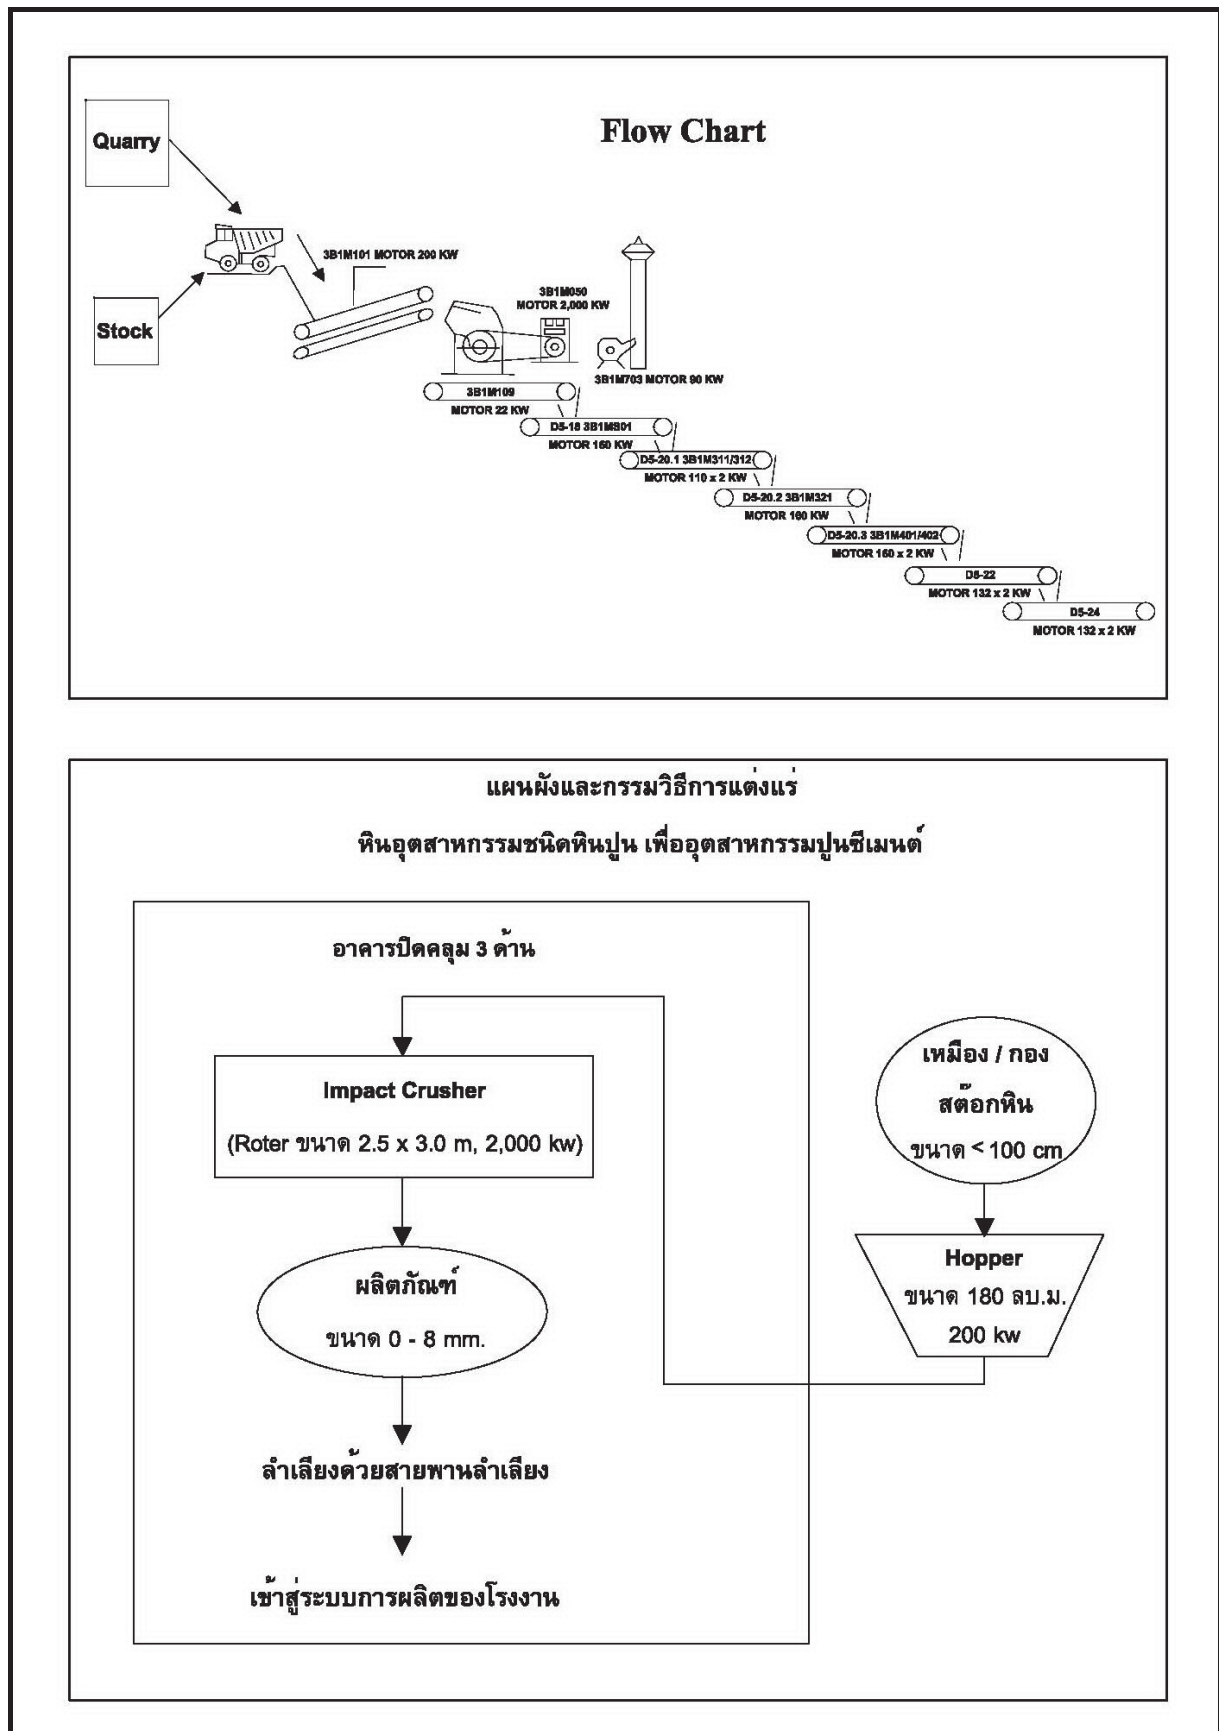 Flow Chart
Quarry
Stock
3B1M101 MOTOR 200 KW
3B1M050
MOTOR 2,000 KW
3B1M703 MOTOR 90 KW
3B1M109
MOTOR 22 KW
D5-18 3B1M801
MOTOR 160 KW
D5-20.1 3B1M311/312
MOTOR 110 x 2 KW
D5-20.2 3B1M321
MOTOR 160 KW
D5-20.3 3B1M401/402
MOTOR 160 x 2 KW
D5-22
MOTOR 132 x 2 KW
D5-24
MOTOR 132 x 2 KW
แผนผังและกรรมวิธีการแต่งแร่
หินอุตสาหกรรมชนิดหินปูน เพื่ออุตสาหกรรมปูนซีเมนต์
อาคารปิดคลุม 3 ด้าน
เหมือง / กอง
สต๊อกหิน
ขนาด < 100 cm
Hopper
ขนาด 180 ลบ.ม.
200 kw
Impact Crusher
(Roter ขนาด 2.5 x 3.0 m, 2,000 kw)
ผลิตภัณฑ์
ขนาด 0 - 8 mm.
ลำเลียงด้วยสายพานลำเลียง
เข้าสู่ระบบการผลิตของโรงงาน